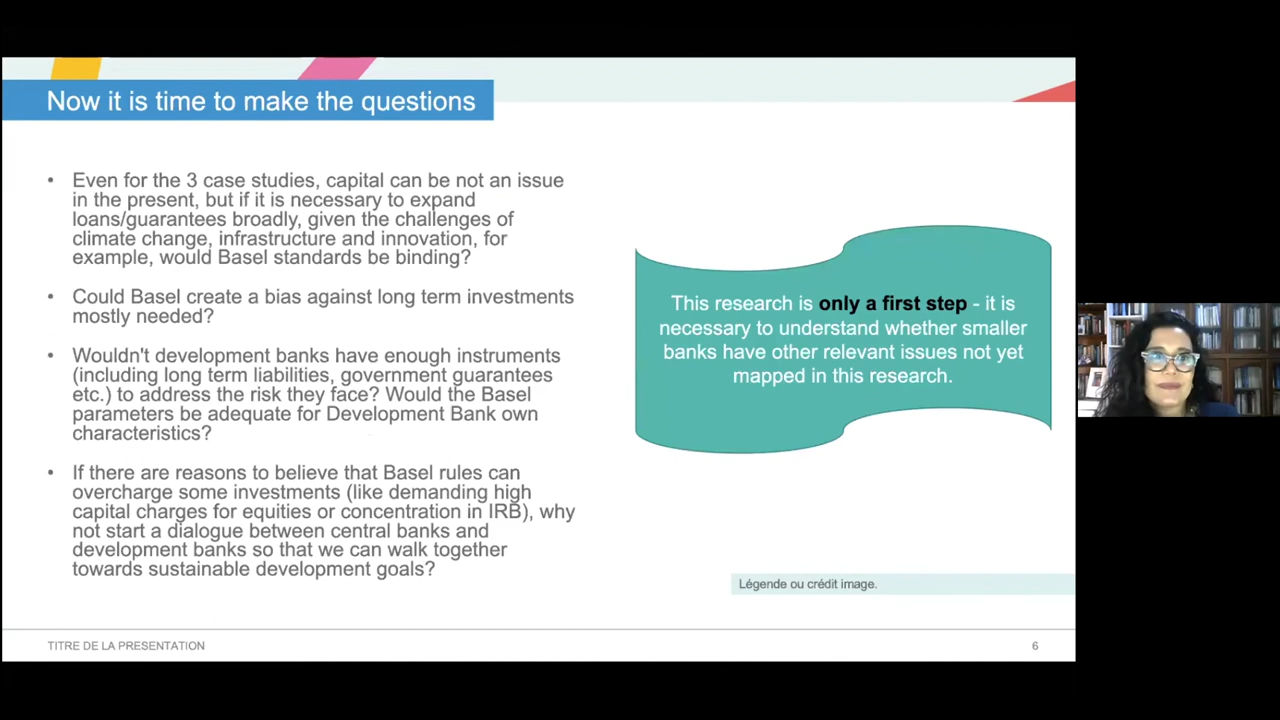 Now it is time to make the questions
• Even for the 3 case studies, capital can be not an issue
in the present, but if it is necessary to expand
loans/guarantees broadly, given the challenges of
climate change, infrastructure and innovation, for
example, would Basel standards be binding?
• Could Basel create a bias against long term investments
mostly needed?
• Wouldn't development banks have enough instruments
(including long term liabilities, government guarantees
etc.) to address the risk they face? Would the Basel
parameters be adequate for Development Bank own
characteristics?
• If there are reasons to believe that Basel rules can
overcharge some investments (like demanding high
capital charges for equities or concentration in IRB), why
not start a dialogue between central banks and
development banks so that we can walk together
towards sustainable development goals?
This research is only a first step - it is
necessary to understand whether smaller
banks have other relevant issues not yet
mapped in this research.
Légende ou crédit image.
TITRE DE LA PRESENTATION
6